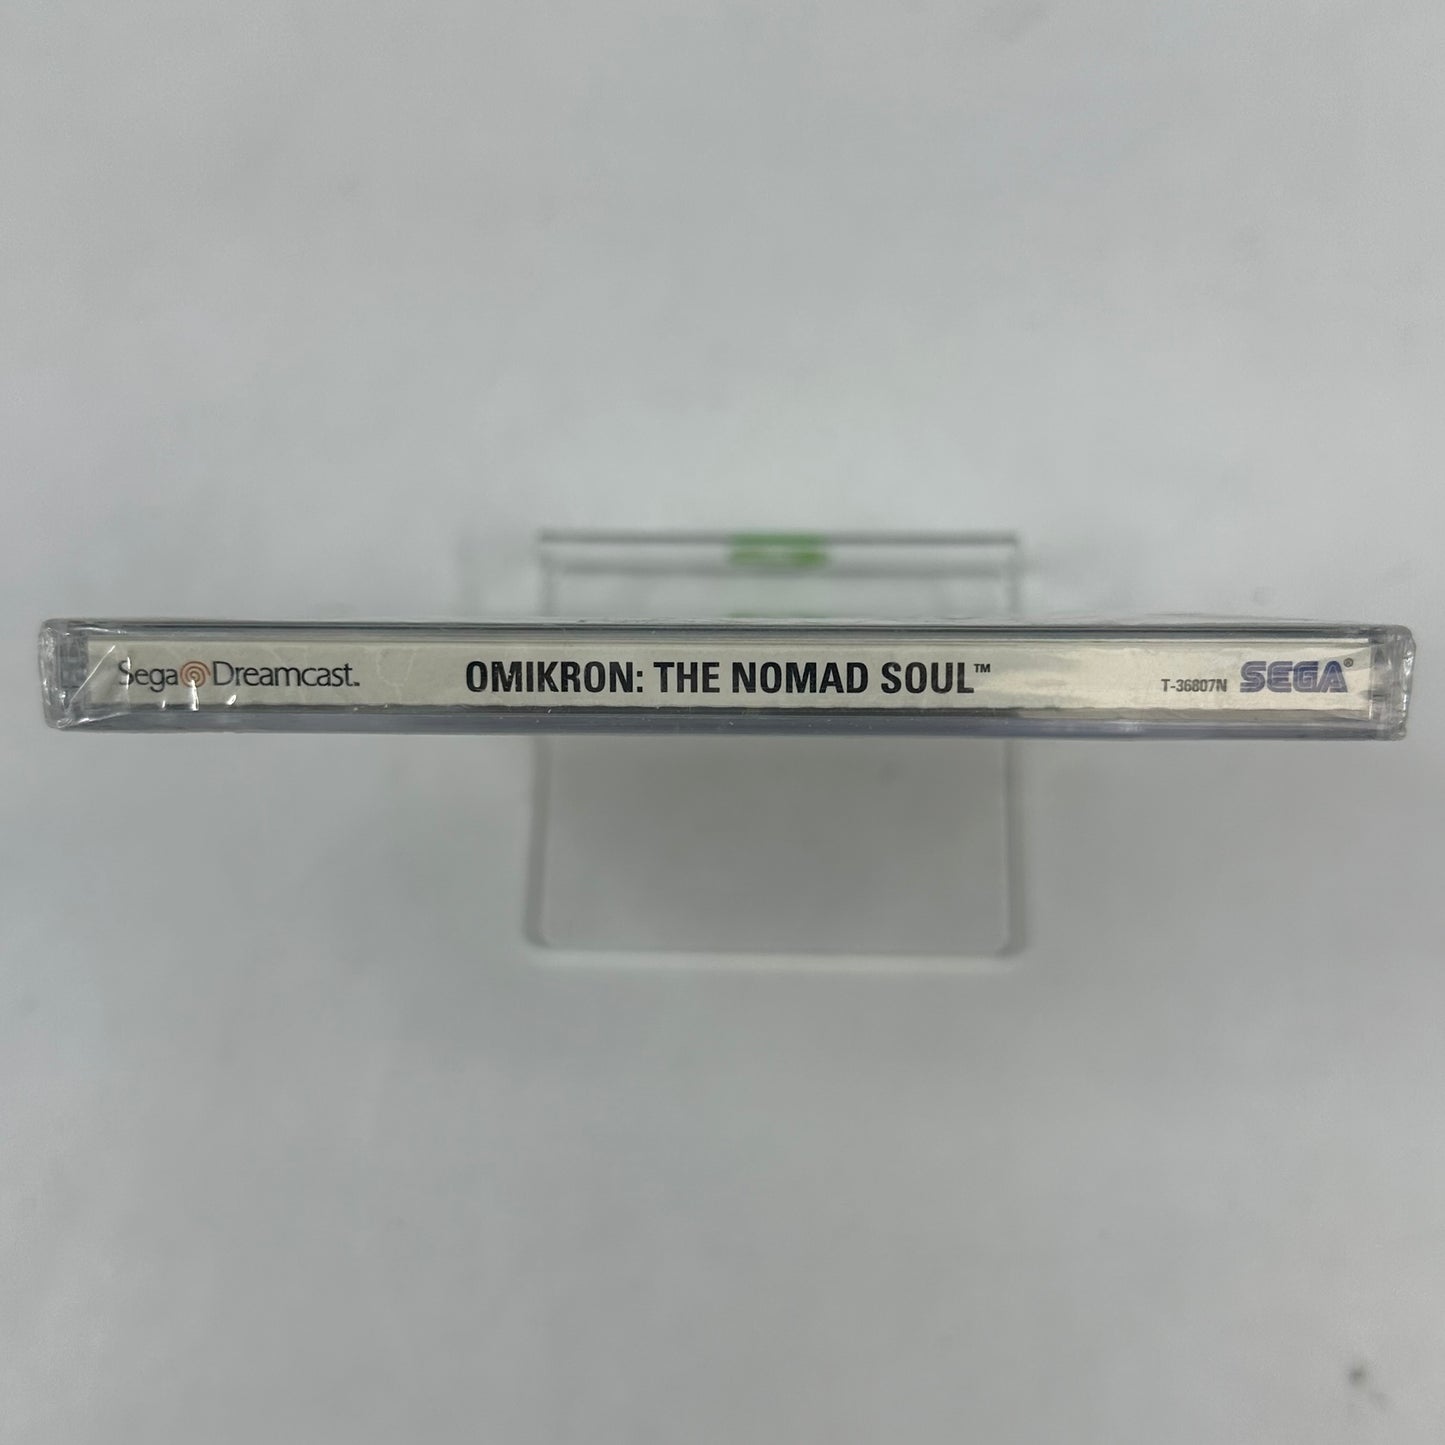 Sega Dreamcast. OMIKRON: THE NOMAD SOUL™ T-36807N SEGA®